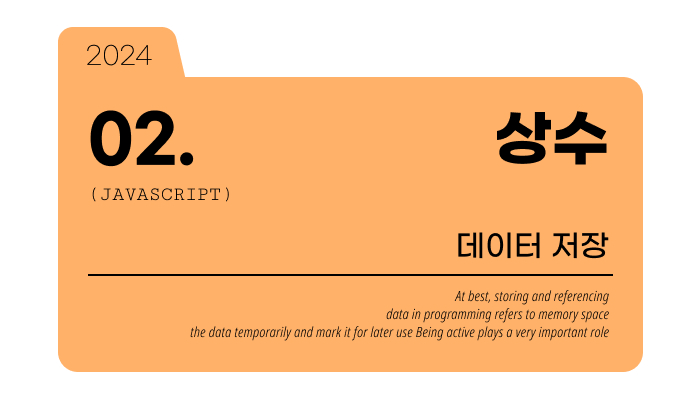 2024
02.
상수
(JAVASCRIPT)
데이터 저장
At best, storing and referencing
data in programming refers to memory space
the data temporarily and mark it for later use Being active plays a very important role